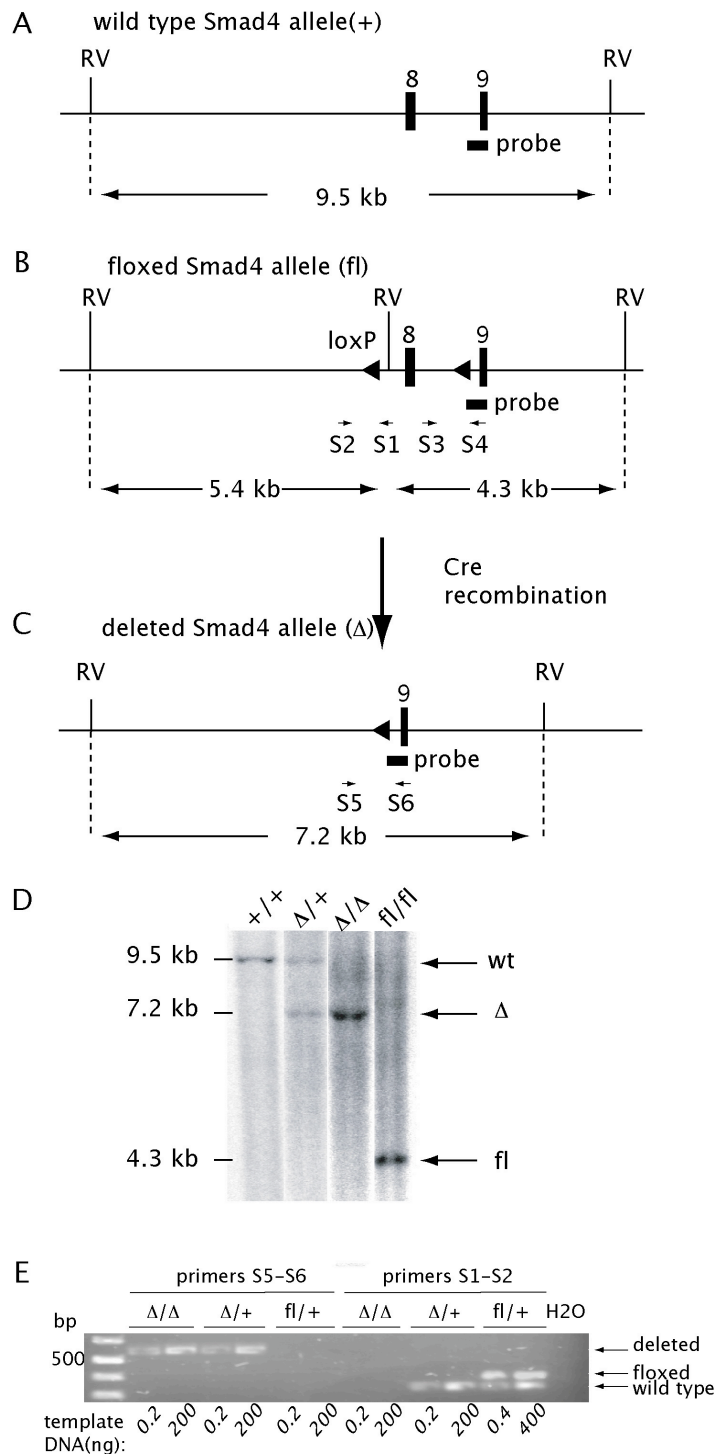 A
wild type Smad4 allele(+)
RV RV
8 9
probe
9.5 kb
B
floxed Smad4 allele (fl)
RV RV RV
loxP 8 9
probe
S2 S1 S3 S4
5.4 kb 4.3 kb
Cre
recombination
C
deleted Smad4 allele (Δ)
RV RV
9
probe
S5 S6
7.2 kb
D
+/+ Δ/+ Δ/Δ fl/fl
9.5 kb wt
7.2 kb Δ
4.3 kb fl
E
primers S5-S6 primers S1-S2
bp Δ/Δ Δ/+ fl/+ Δ/Δ Δ/+ fl/+ H2O
500
deleted
floxed
wild type
template
DNA(ng): 0.2 200 0.2 200 0.2 200 0.2 200 0.2 200 0.4 400